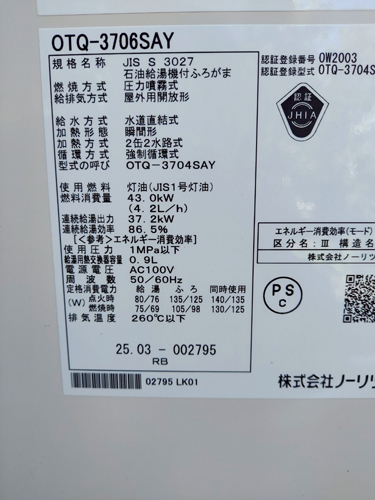 OTQ-3706SAY
規格名称 JIS S 3027
石油給湯機付ふろがま
燃焼方式 圧力噴霧式
給排気方式 屋外用開放形
給水方式 水道直結式
加熱形態 瞬間形
伝熱方式 2缶2水路式
循環方式 強制循環式
型式の呼び OTQ-3704SAY
使用燃料 灯油(JIS1号灯油)
燃料消費量 43.0kW
(4.2L/h)
連続給湯出力 37.2kW
連続給湯効率 86.5%
[<参考>エネルギー消費効率]
使用圧力 1MPa以下
給湯用熱交換器容量 0.9L
電源電圧 AC100V
周波数 50/60Hz
定格消費電力 給湯 ふろ 同時使用
(W) 点火時 80/76 135/125 140/135
燃焼時 75/69 105/98 130/125
排気温度 260℃以下
25.03-002795
RB
02795 LK01
認証登録番号 OW2003
認証登録型式 OTQ-3704S
認証
JHIA
エネルギー消費効率(モード)
区分名:Ⅲ 構造名
株式会社ノーリツ
PS
C
株式会社ノーリ